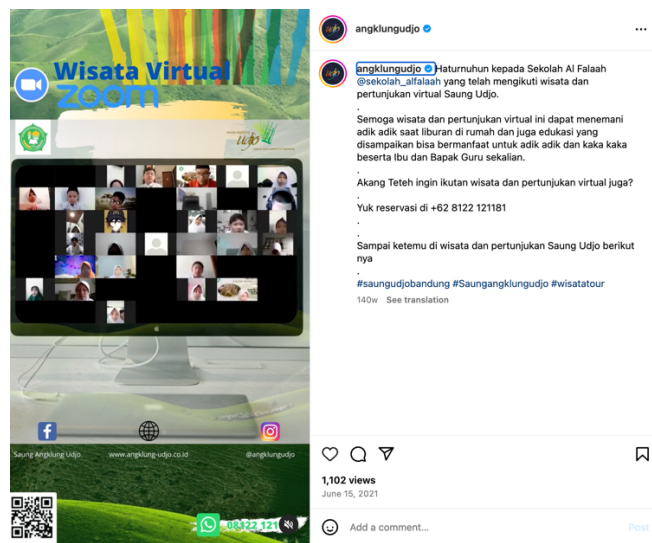 Wisata Virtual
zoom
udjo
Saung Angklung Udjo
www.angklung-udjo.co.id
@angklungudjo
08122 121
angklungudjo
angklungudjo Haturnuhun kepada Sekolah Al Falaah
@sekolah_alfalaah yang telah mengikuti wisata dan
pertunjukan virtual Saung Udjo.
.
Semoga wisata dan pertunjukan virtual ini dapat menemani
adik adik saat liburan di rumah dan juga edukasi yang
disampaikan bisa bermanfaat untuk adik adik dan kaka kaka
beserta Ibu dan Bapak Guru sekalian.
.
Akang Teteh ingin ikutan wisata dan pertunjukan virtual juga?
.
Yuk reservasi di +62 8122 121181
.
.
.
Sampai ketemu di wisata dan pertunjukan Saung Udjo berikut
nya
.
#saungudjobandung #Saungangklungudjo #wisatatour
140w See translation
1,102 views
June 15, 2021
Add a comment...
Post